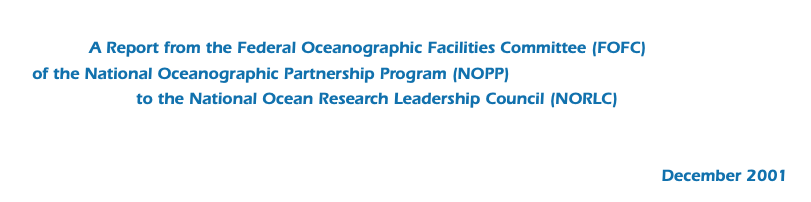 A Report from the Federal Oceanographic Facilities Committee (FOFC)
of the National Oceanographic Partnership Program (NOPP)
to the National Ocean Research Leadership Council (NORLC)
December 2001